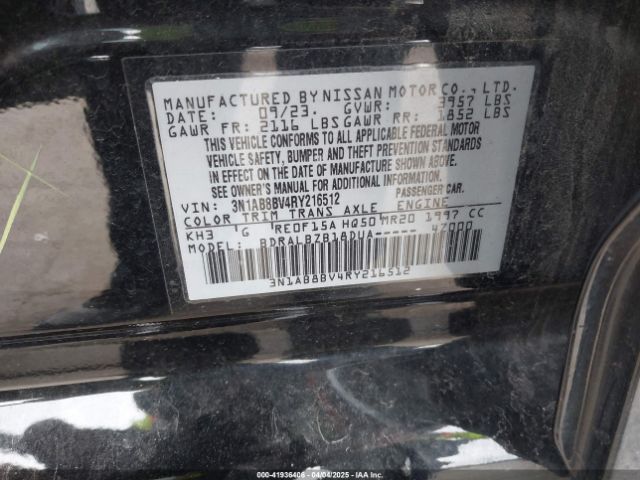 MANUFACTURED BY NISSAN MOTOR CO., LTD.
DATE: 09/23. GVWR: 3957 LBS
GAWR FR: 2116 LBS GAWR RR: 1852 LBS
THIS VEHICLE CONFORMS TO ALL APPLICABLE FEDERAL MOTOR
VEHICLE SAFETY, BUMPER AND THEFT PREVENTION STANDARDS
IN EFFECT ON THE DATE OF MANUFACTURE SHOWN ABOVE.
SEE OWNER'S MANUAL FOR ADDITIONAL INFORMATION.
VIN: 3N1AB8BV4RY216512 PASSENGER CAR.
COLOR TRIM TRANS AXLE ENGINE
KH3 G RE0F15A HQ50 MR20 1997 CC
MODEL: BDRALBZB18DUA----- 47000
3N1AB8BV4RY216512
000-41936406 - 04/04/2025 - IAAI.COM